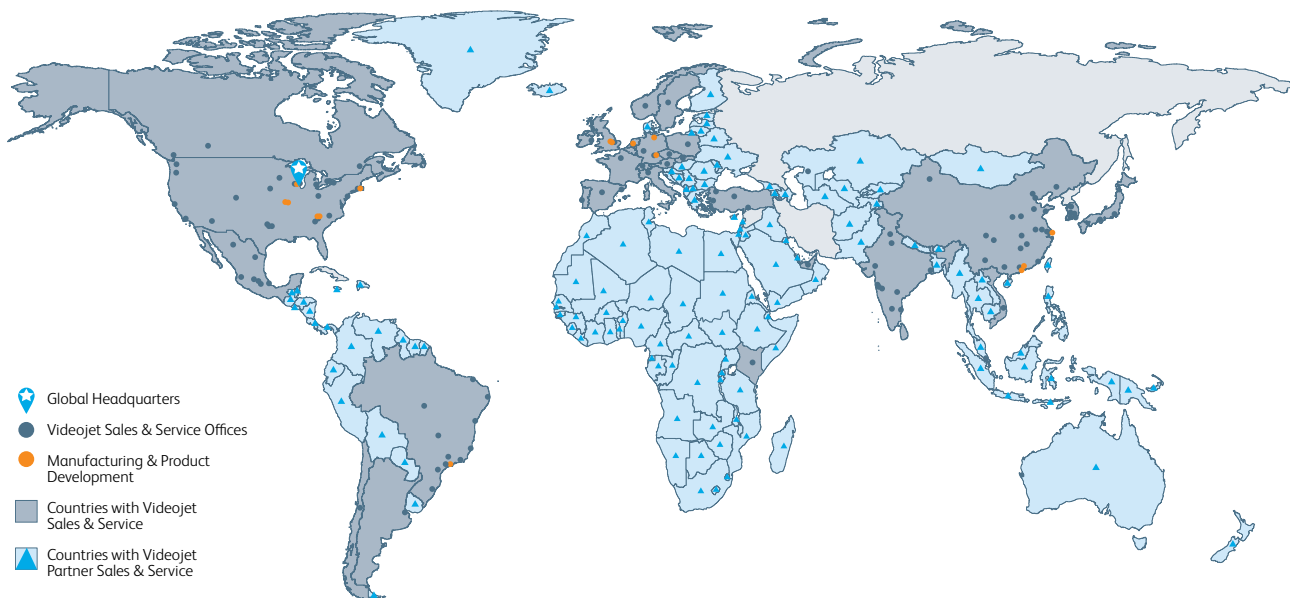 Global Headquarters
Videojet Sales & Service Offices
Manufacturing & Product
Development
Countries with Videojet
Sales & Service
Countries with Videojet
Partner Sales & Service